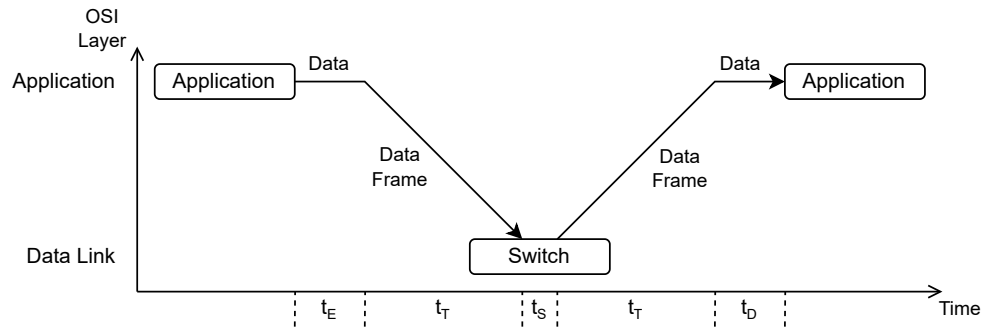 OSI
Layer
Application
Application
Data
Data
Application
Data
Frame
Data
Frame
Data Link
Switch
t_E
t_T
t_S
t_T
t_D
Time